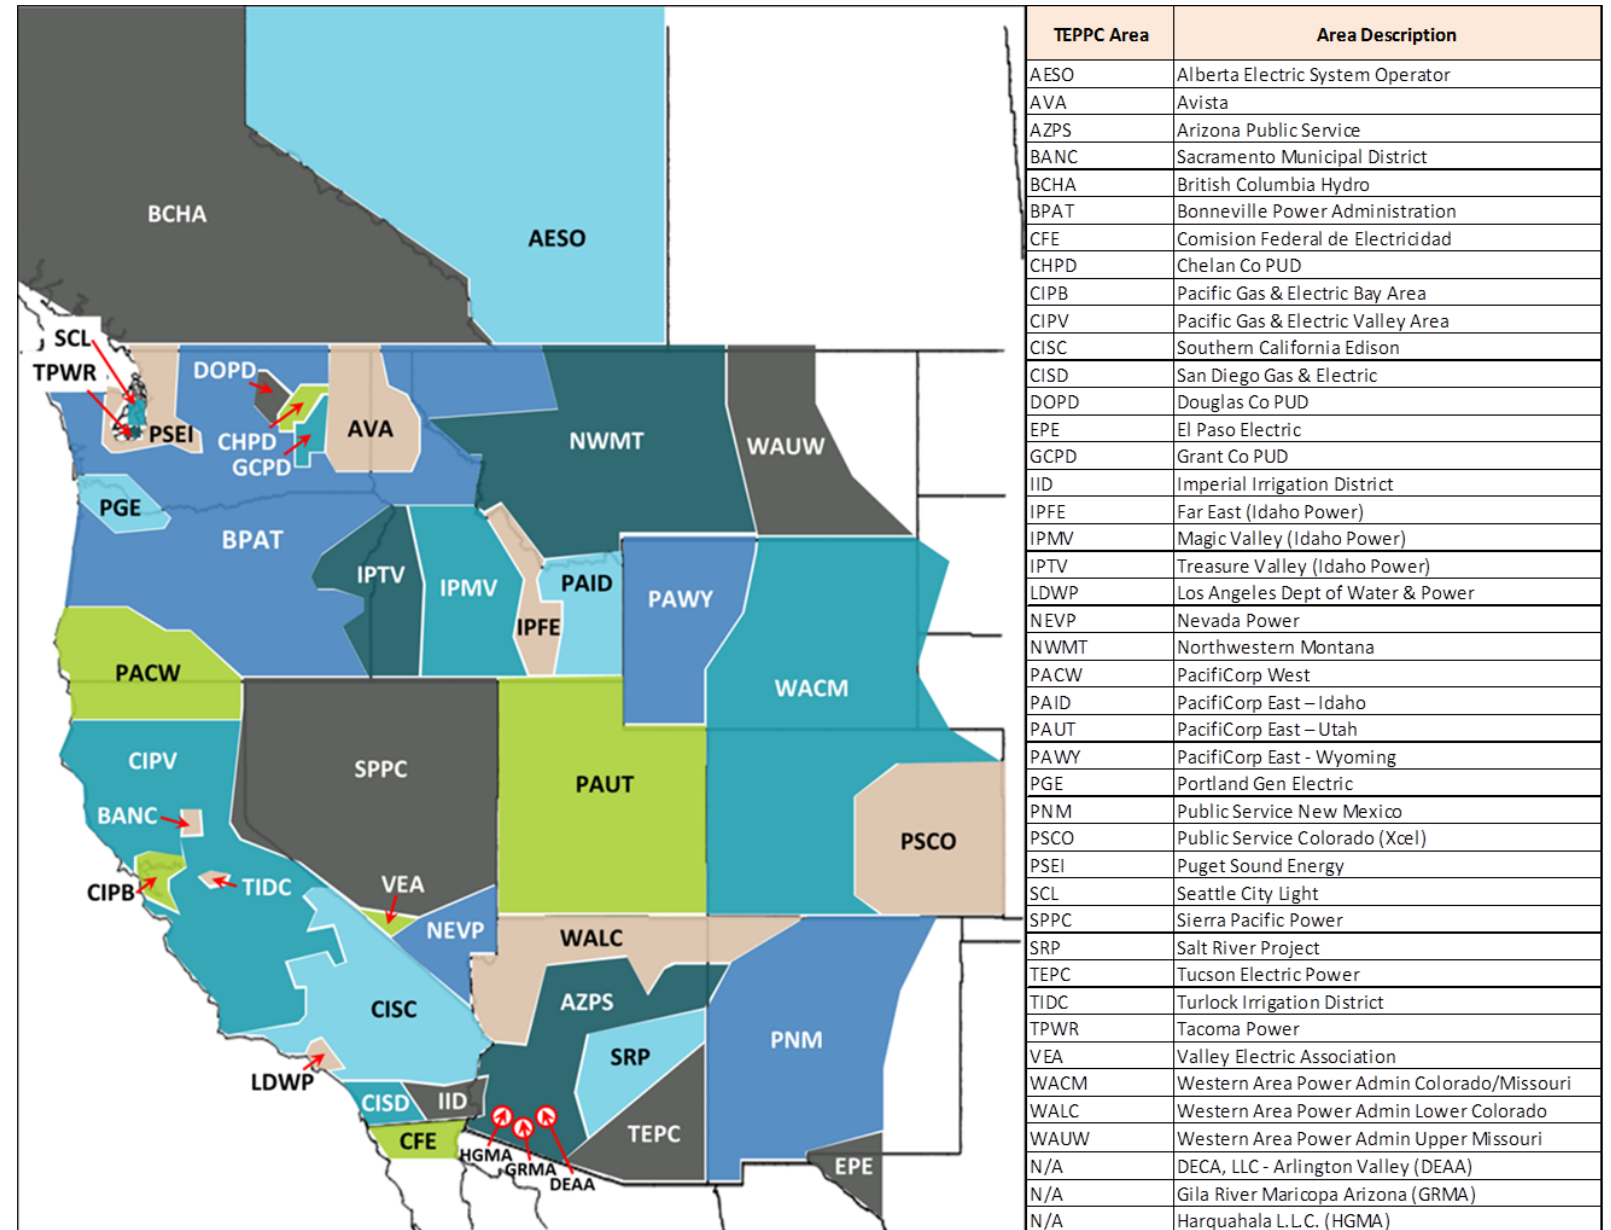 BCHA
AESO
SCL
TPWR
DOPD
PSEI
CHPD
GCPD
AVA
NWMT
WAUW
PGE
BPAT
IPTV
IPMV
IPFE
PAID
PAWY
PACW
WACM
CIPV
SPPC
PAUT
BANC
PSCO
CIPB
TIDC
VEA
NEVP
WALC
CISC
AZPS
SRP
PNM
LDWP
CISD
IID
CFE
TEPC
HGMA
GRMA
DEAA
EPE
TEPPC Area Area Description
AESO Alberta Electric System Operator
AVA Avista
AZPS Arizona Public Service
BANC Sacramento Municipal District
BCHA British Columbia Hydro
BPAT Bonneville Power Administration
CFE Comision Federal de Electricidad
CHPD Chelan Co PUD
CIPB Pacific Gas & Electric Bay Area
CIPV Pacific Gas & Electric Valley Area
CISC Southern California Edison
CISD San Diego Gas & Electric
DOPD Douglas Co PUD
EPE El Paso Electric
GCPD Grant Co PUD
IID Imperial Irrigation District
IPFE Far East (Idaho Power)
IPMV Magic Valley (Idaho Power)
IPTV Treasure Valley (Idaho Power)
LDWP Los Angeles Dept of Water & Power
NEVP Nevada Power
NWMT Northwestern Montana
PACW PacifiCorp West
PAID PacifiCorp East – Idaho
PAUT PacifiCorp East – Utah
PAWY PacifiCorp East - Wyoming
PGE Portland Gen Electric
PNM Public Service New Mexico
PSCO Public Service Colorado (Xcel)
PSEI Puget Sound Energy
SCL Seattle City Light
SPPC Sierra Pacific Power
SRP Salt River Project
TEPC Tucson Electric Power
TIDC Turlock Irrigation District
TPWR Tacoma Power
VEA Valley Electric Association
WACM Western Area Power Admin Colorado/Missouri
WALC Western Area Power Admin Lower Colorado
WAUW Western Area Power Admin Upper Missouri
N/A DECA, LLC - Arlington Valley (DEAA)
N/A Gila River Maricopa Arizona (GRMA)
N/A Harquahala L.L.C. (HGMA)